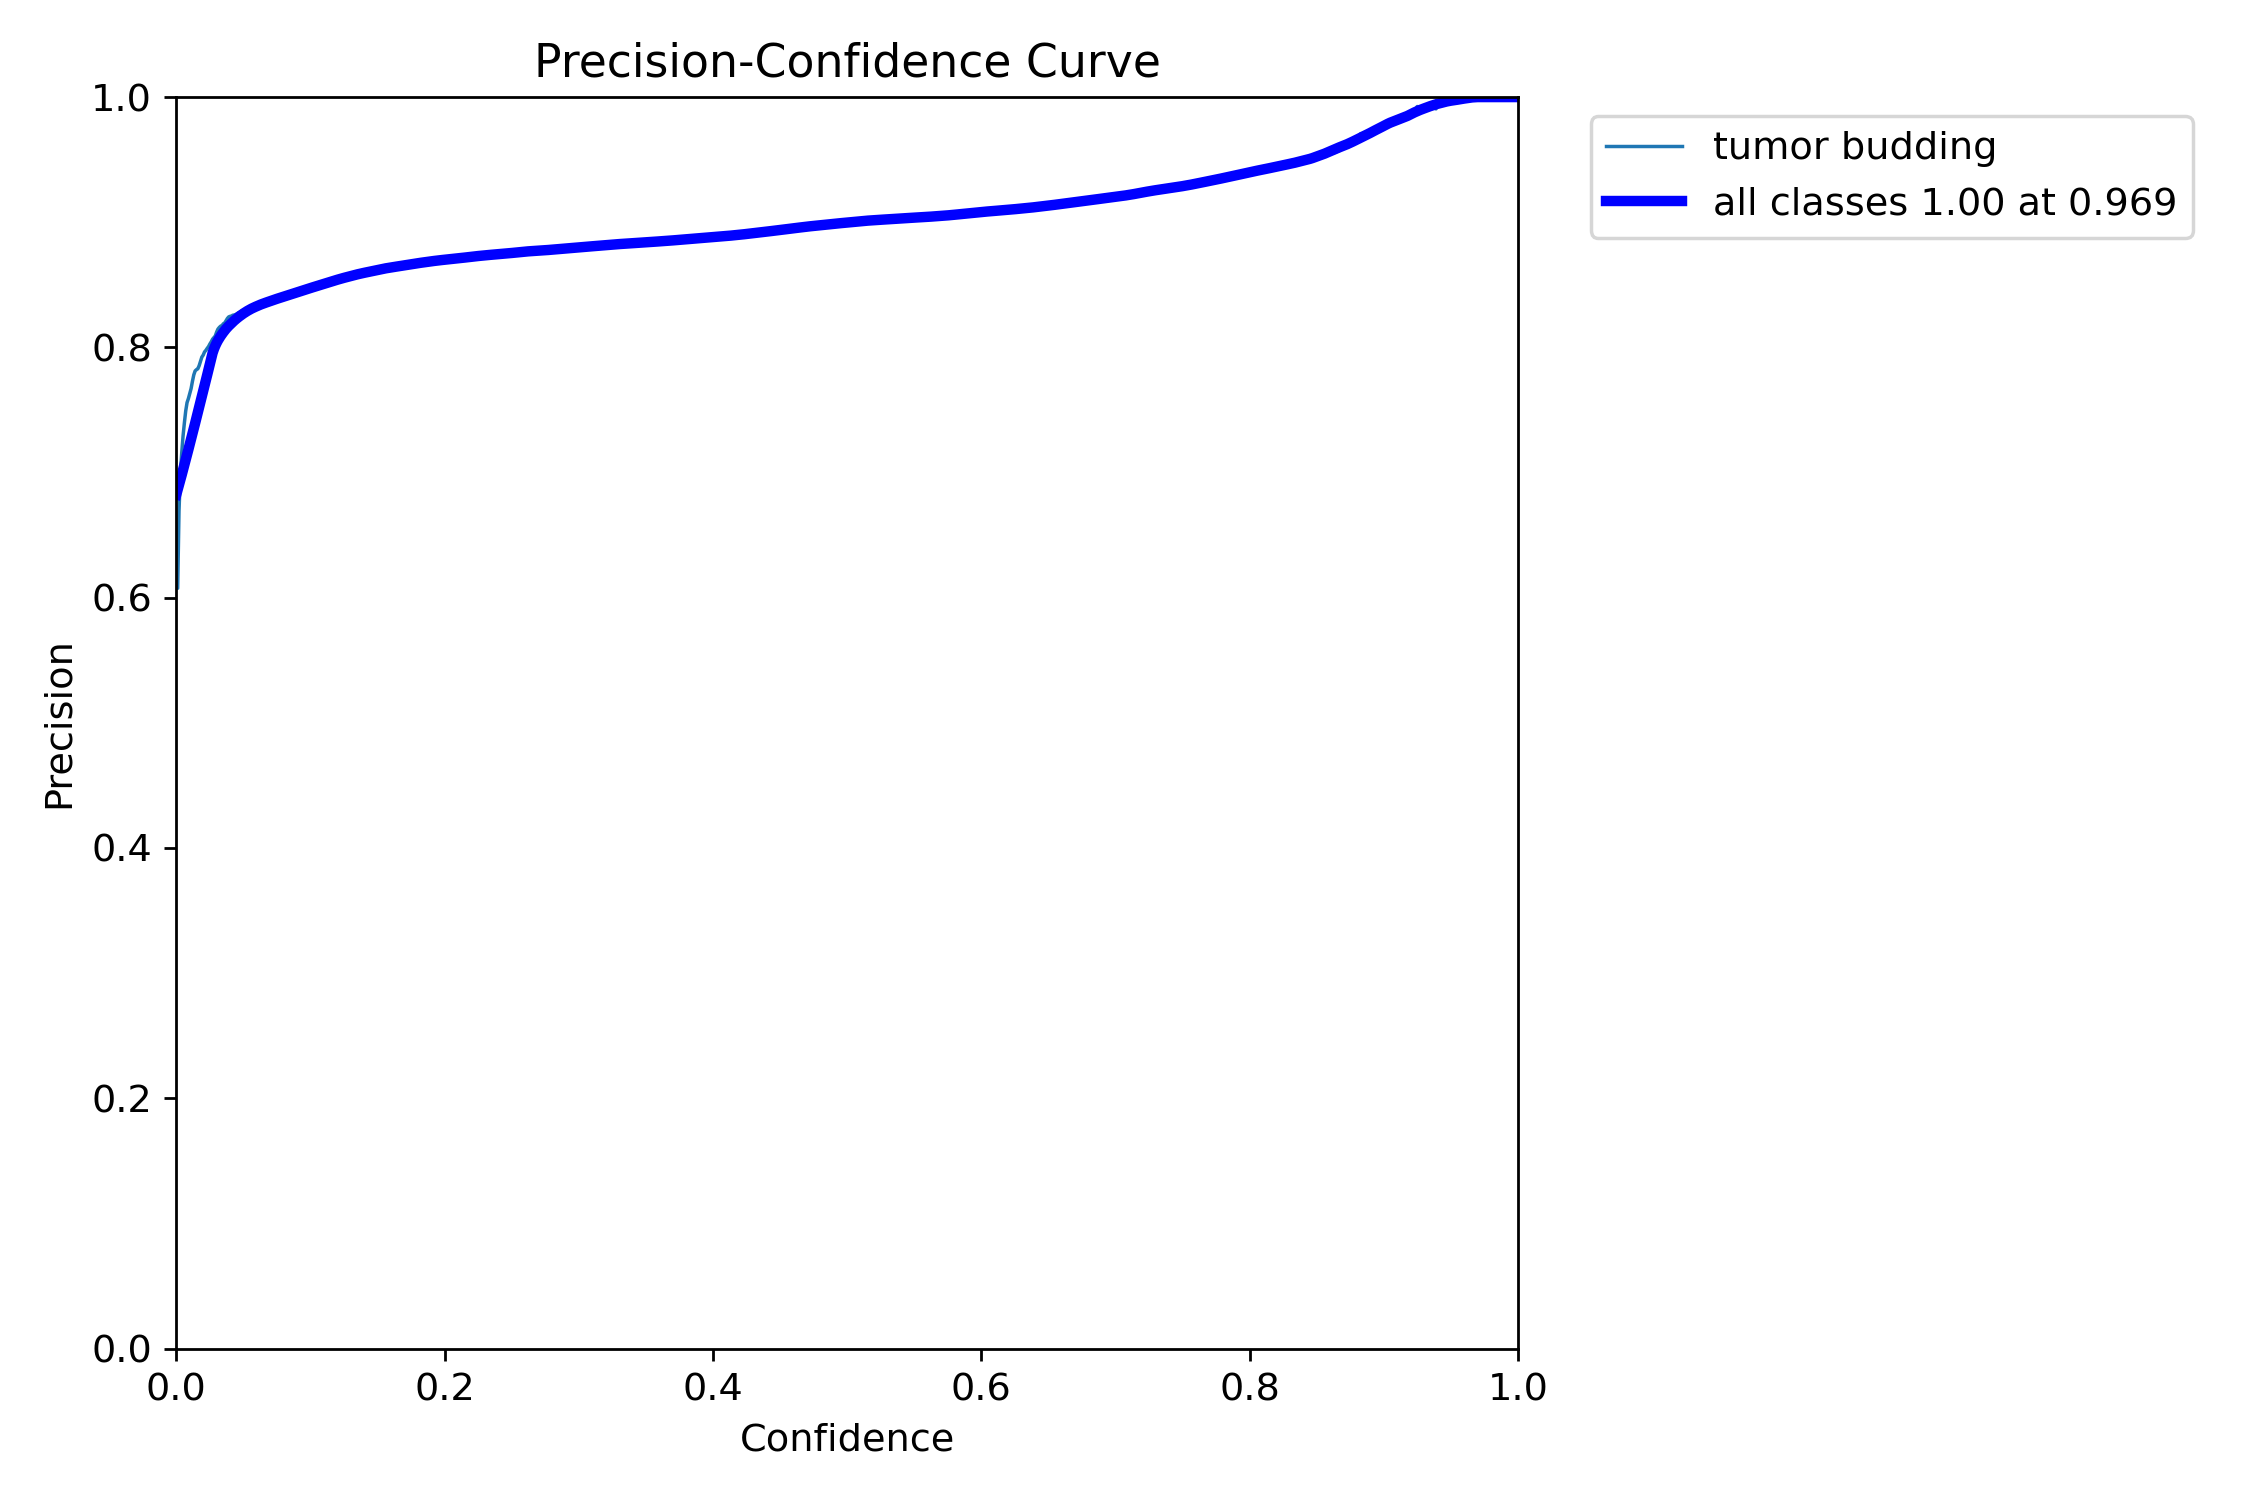 Precision-Confidence Curve
1.0
0.8
0.6
0.4
0.2
0.0
Precision
0.0 0.2 0.4 0.6 0.8 1.0
Confidence
tumor budding
all classes 1.00 at 0.969